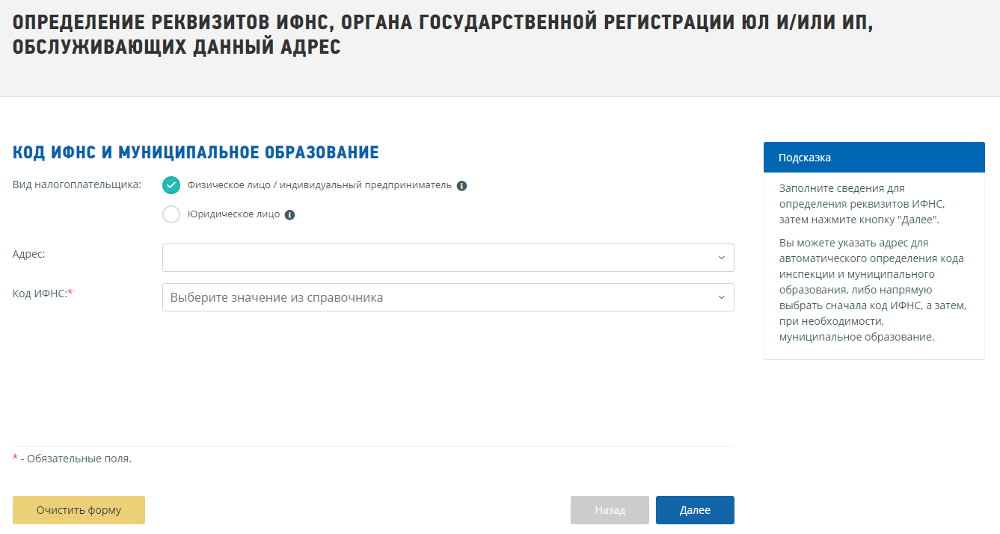 ОПРЕДЕЛЕНИЕ РЕКВИЗИТОВ ИФНС, ОРГАНА ГОСУДАРСТВЕННОЙ РЕГИСТРАЦИИ ЮЛ И/ИЛИ ИП,
ОБСЛУЖИВАЮЩИХ ДАННЫЙ АДРЕС
КОД ИФНС И МУНИЦИПАЛЬНОЕ ОБРАЗОВАНИЕ
Вид налогоплательщика:
Физическое лицо / индивидуальный предприниматель
Юридическое лицо
Адрес:
Код ИФНС:*
Выберите значение из справочника
* - Обязательные поля.
Очистить форму
Назад
Далее
Подсказка
Заполните сведения для
определения реквизитов ИФНС,
затем нажмите кнопку "Далее".
Вы можете указать адрес для
автоматического определения кода
инспекции и муниципального
образования, либо напрямую
выбрать сначала код ИФНС, а затем,
при необходимости,
муниципальное образование.